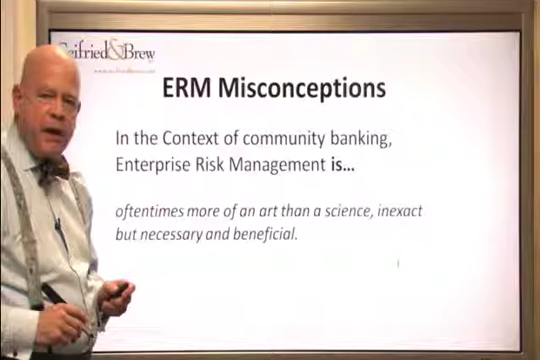 Seifried&Brew
ERM Misconceptions
In the Context of community banking,
Enterprise Risk Management is...
oftentimes more of an art than a science, inexact
but necessary and beneficial.